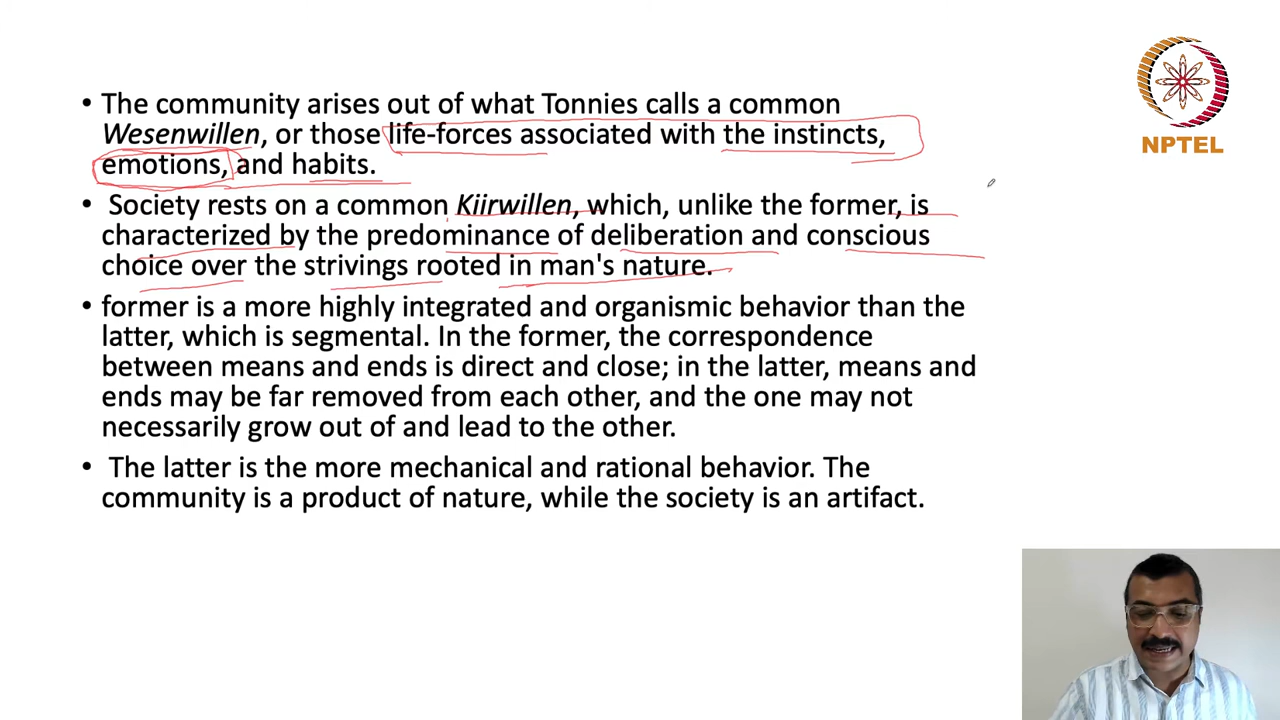 • The community arises out of what Tonnies calls a common
Wesenwillen, or those life-forces associated with the instincts,
emotions, and habits.
• Society rests on a common Kiirwillen, which, unlike the former, is
characterized by the predominance of deliberation and conscious
choice over the strivings rooted in man's nature.
• former is a more highly integrated and organismic behavior than the
latter, which is segmental. In the former, the correspondence
between means and ends is direct and close; in the latter, means and
ends may be far removed from each other, and the one may not
necessarily grow out of and lead to the other.
• The latter is the more mechanical and rational behavior. The
community is a product of nature, while the society is an artifact.
NPTEL